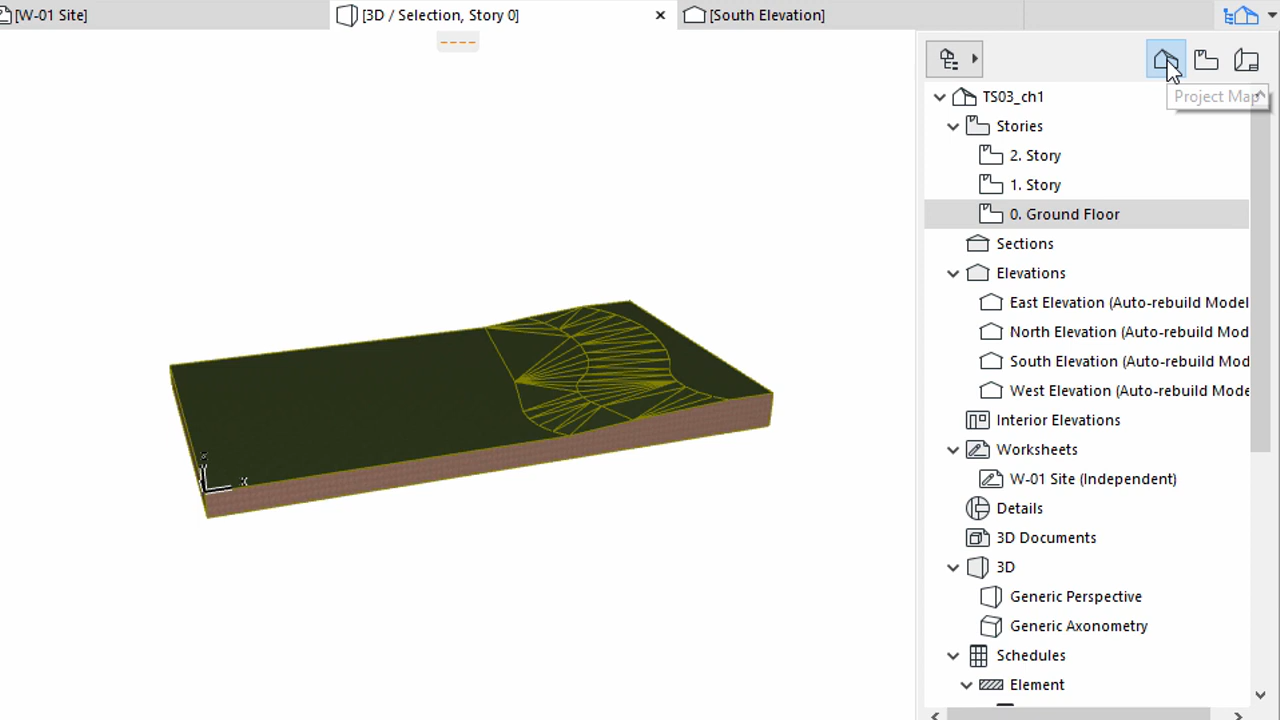 [W-01 Site]
[3D / Selection, Story 0]
[South Elevation]
Project Map
TS03_ch1
Stories
2. Story
1. Story
0. Ground Floor
Sections
Elevations
East Elevation (Auto-rebuild Model
North Elevation (Auto-rebuild Mod
South Elevation (Auto-rebuild Mod
West Elevation (Auto-rebuild Mode
Interior Elevations
Worksheets
W-01 Site (Independent)
Details
3D Documents
3D
Generic Perspective
Generic Axonometry
Schedules
Element